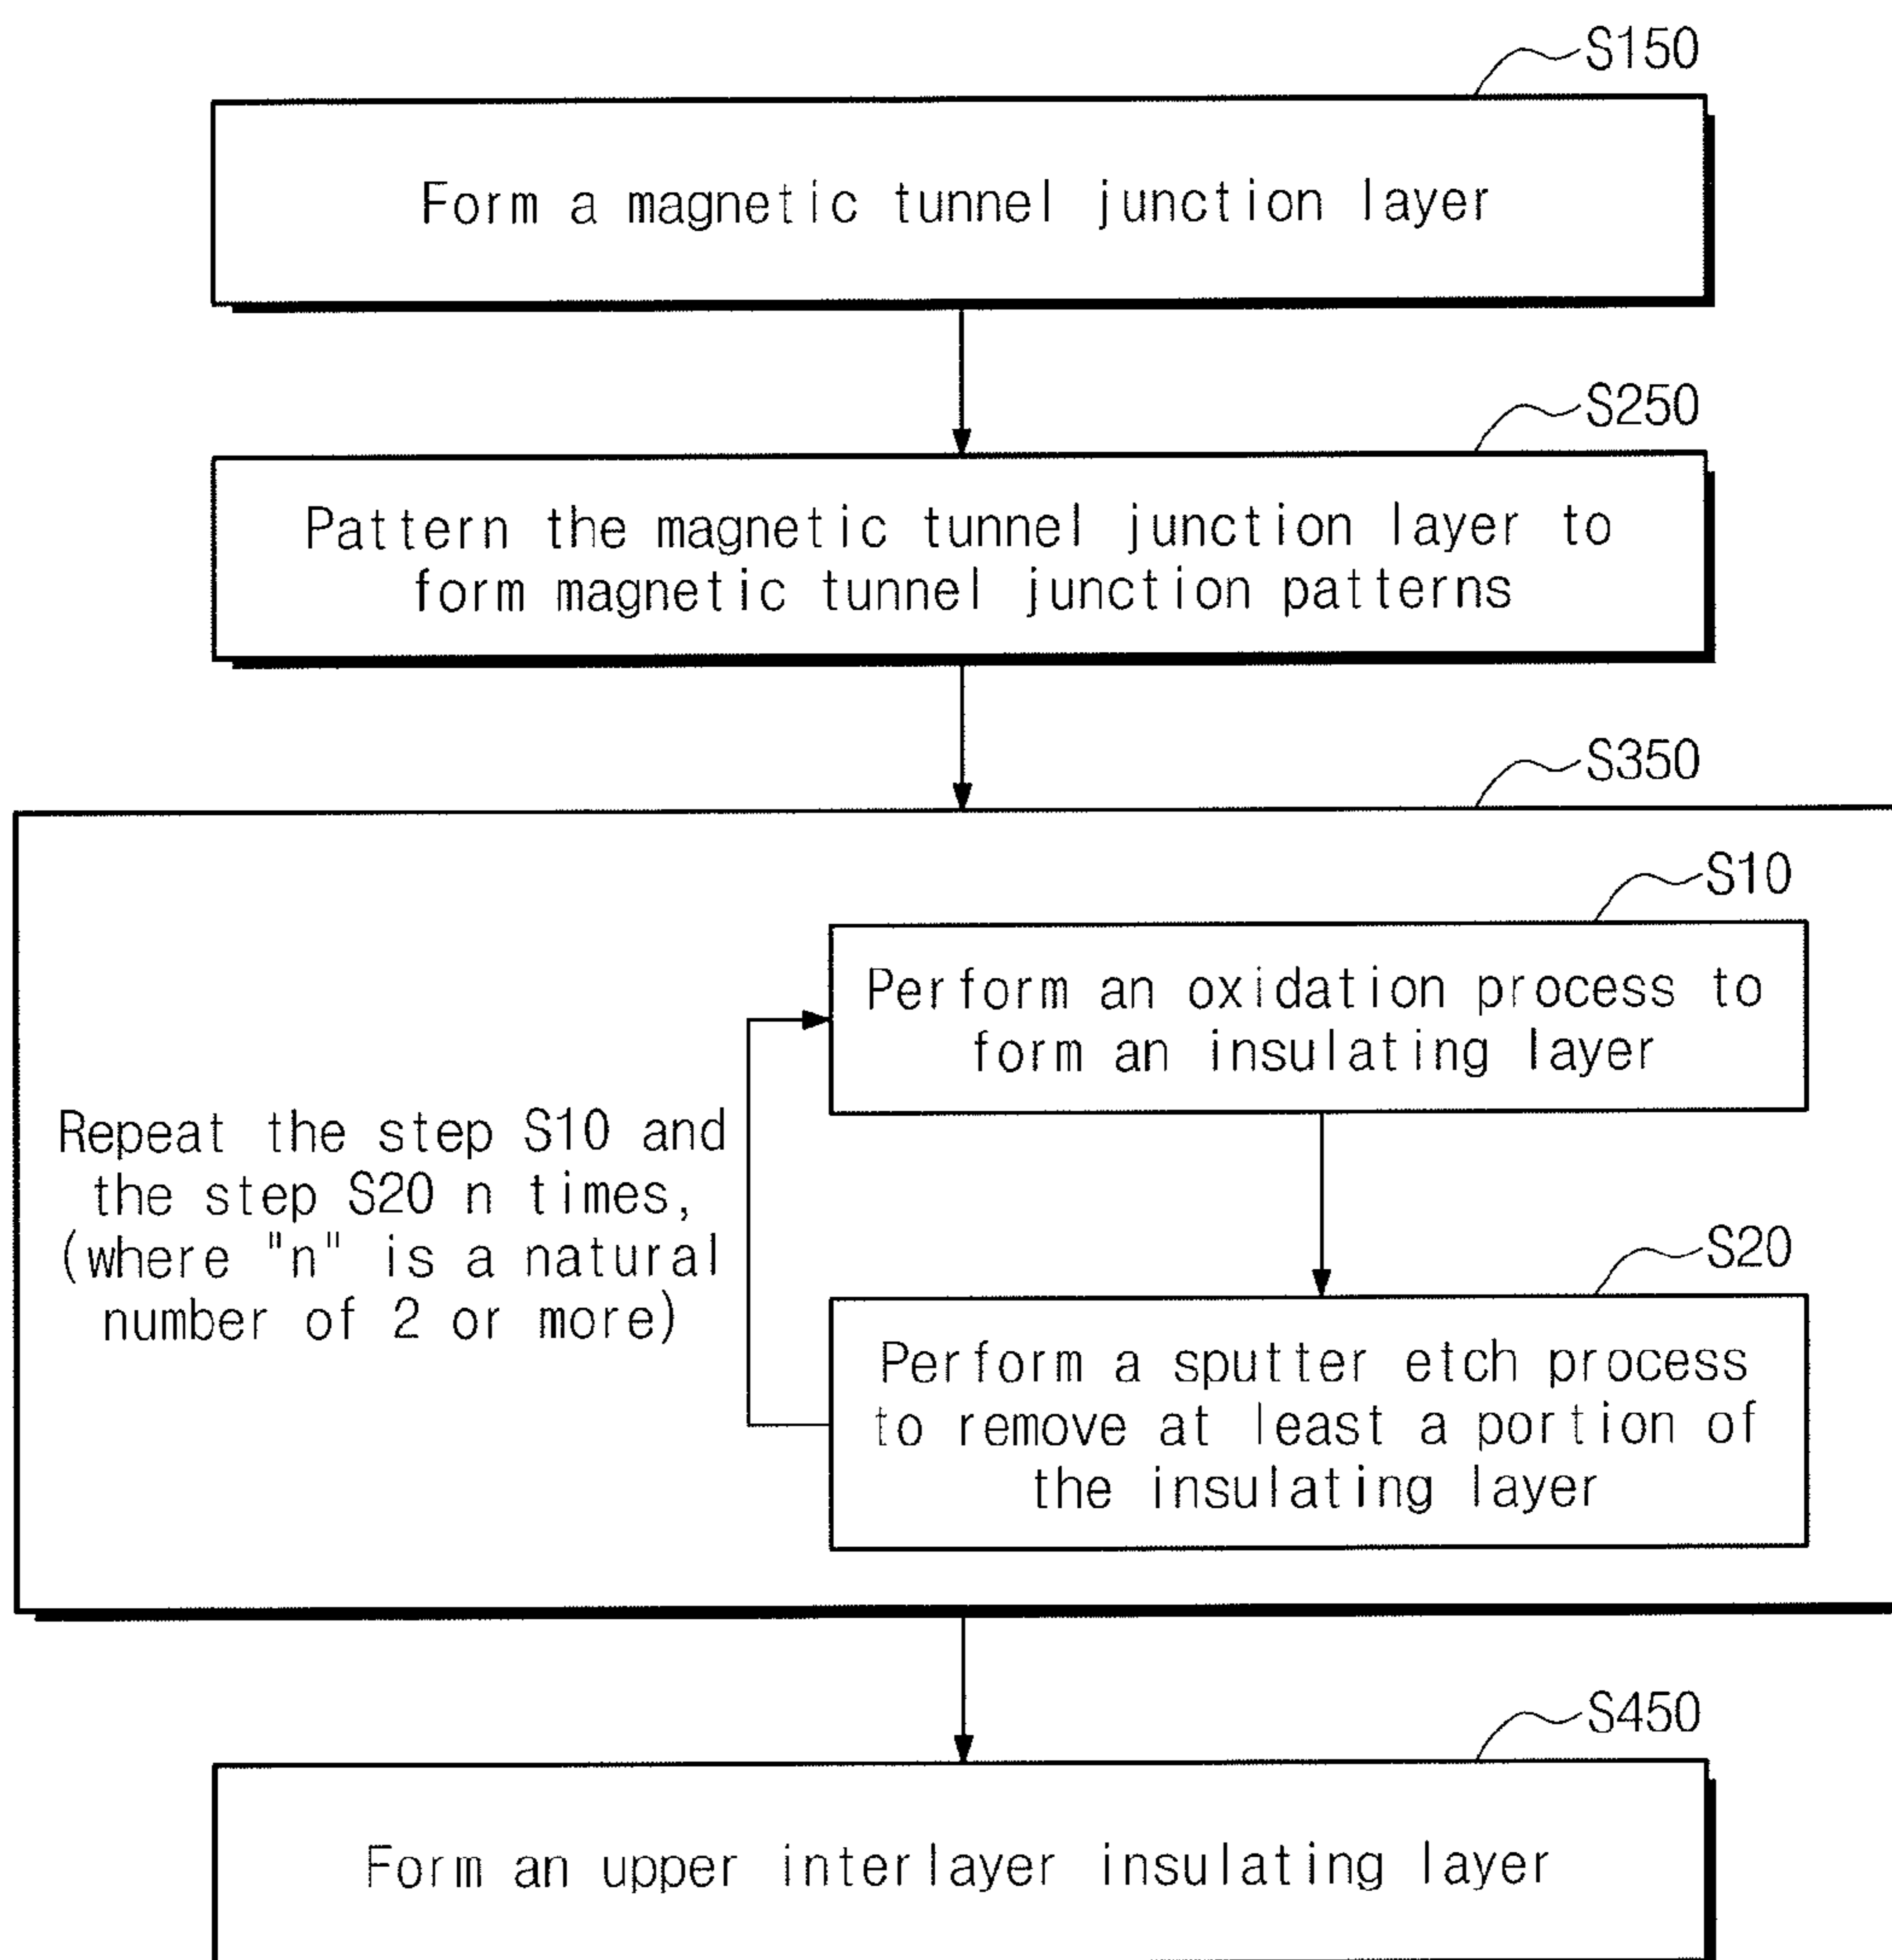 S150
Form a magnetic tunnel junction layer
S250
Pattern the magnetic tunnel junction layer to
form magnetic tunnel junction patterns
S350
Repeat the step S10 and
the step S20 n times,
(where "n" is a natural
number of 2 or more)
S10
Perform an oxidation process to
form an insulating layer
S20
Perform a sputter etch process
to remove at least a portion of
the insulating layer
S450
Form an upper interlayer insulating layer